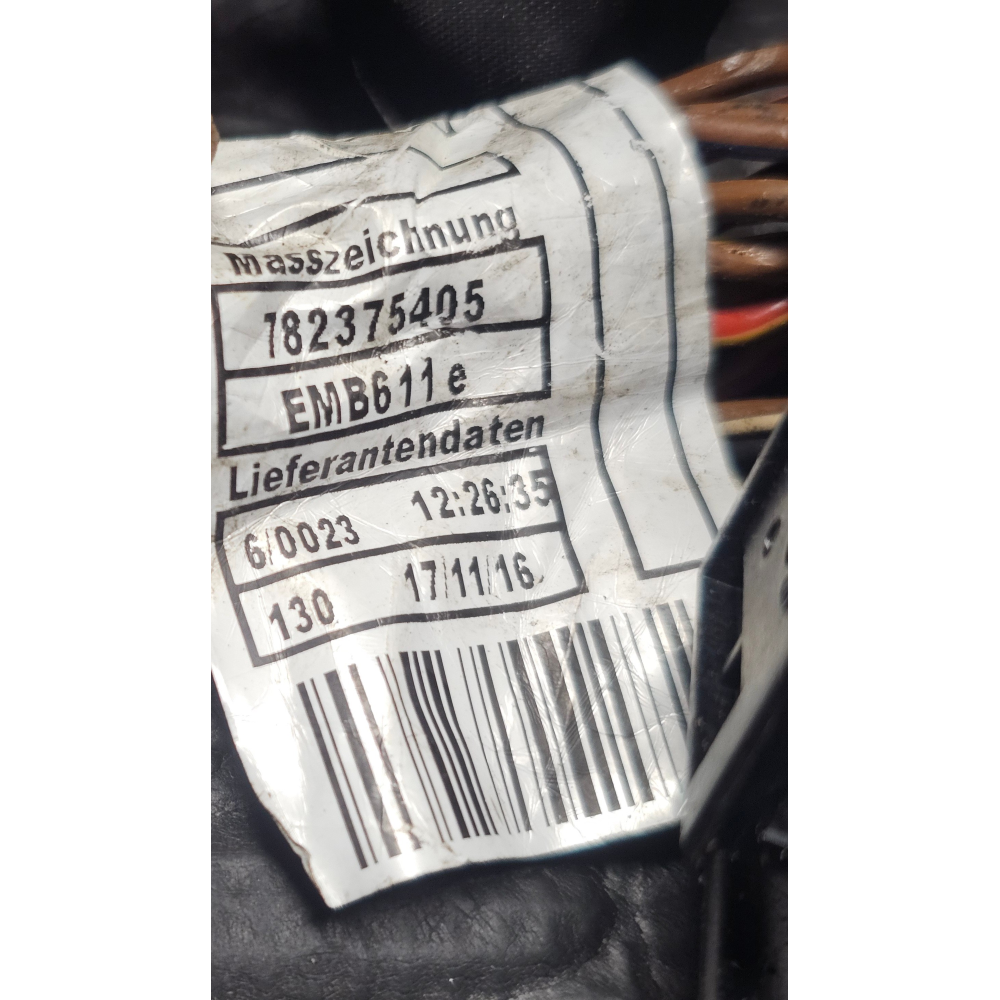 Masszeichnung
782375405
EMB611e
Lieferantendaten
6/0023 12:26:35
130 17/11/16